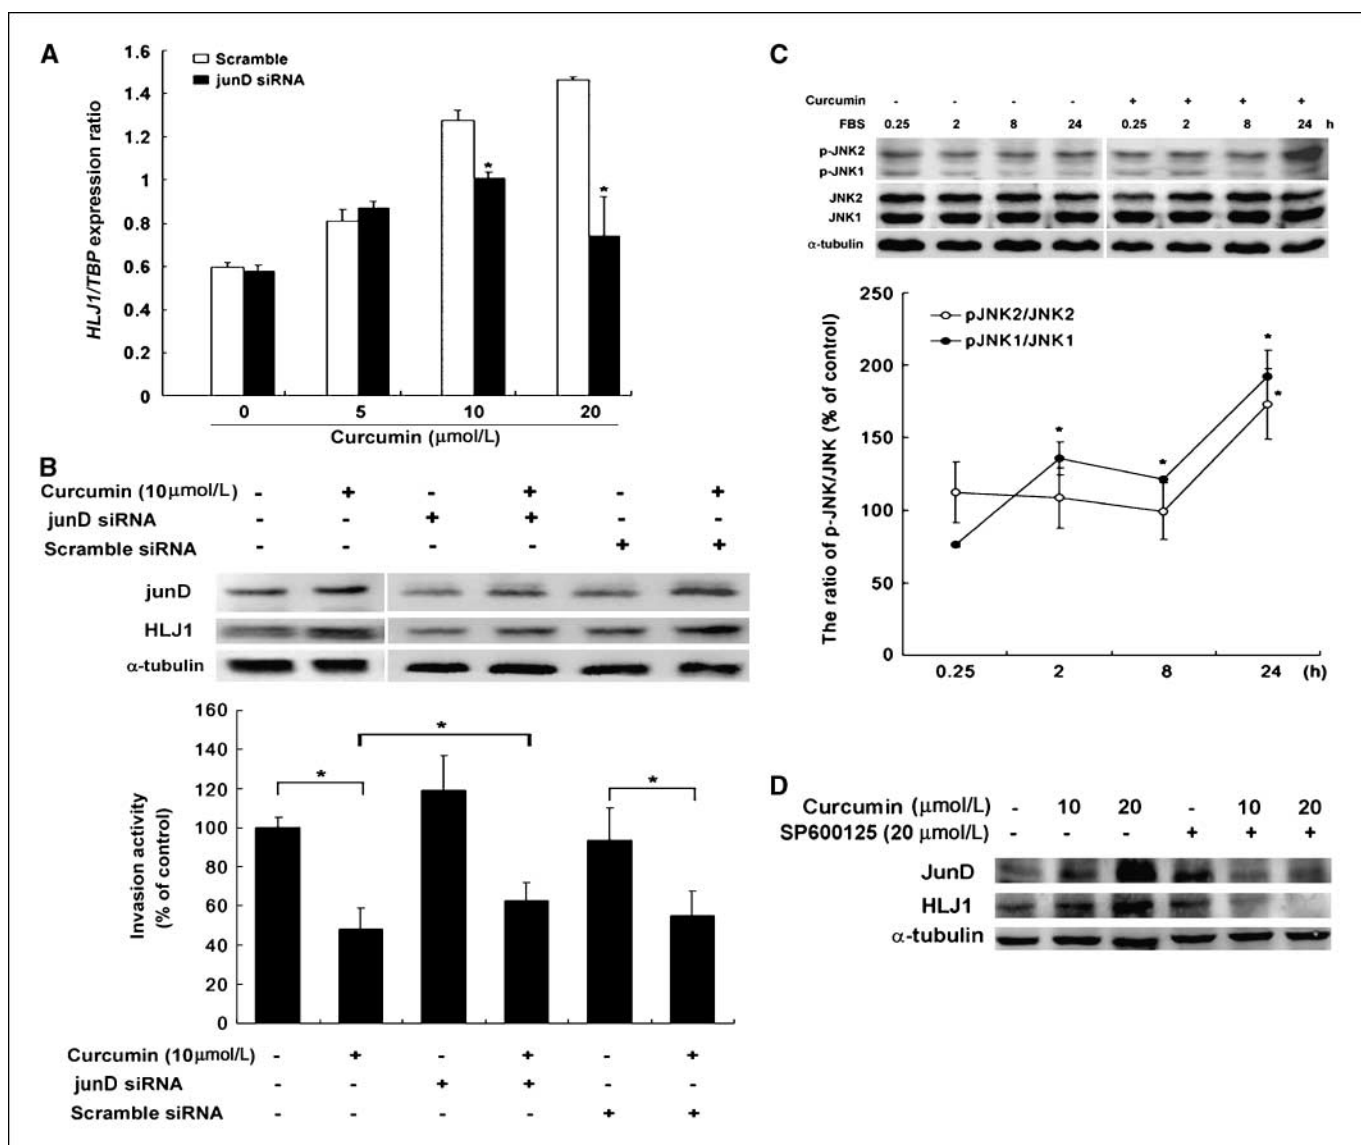 A
1.6
1.4
1.2
1
0.8
0.6
0.4
0.2
0
HLJ1/TBP expression ratio
Scramble
junD siRNA
*
*
0 5 10 20
Curcumin (μmol/L)
B
Curcumin (10μmol/L) - + - + - +
junD siRNA - - + + - -
Scramble siRNA - - - - + +
junD
HLJ1
α-tubulin
160
140
120
100
80
60
40
20
0
Invasion activity
(% of control)
*
*
*
Curcumin (10μmol/L) - + - + - +
junD siRNA - - + + - -
Scramble siRNA - - - - + +
C
Curcumin - - - - + + + +
FBS 0.25 2 8 24 0.25 2 8 24 h
p-JNK2
p-JNK1
JNK2
JNK1
α-tubulin
250
200
150
100
50
0
The ratio of p-JNK/JNK (% of control)
pJNK2/JNK2
pJNK1/JNK1
*
*
*
*
0.25 2 8 24 (h)
D
Curcumin (μmol/L) - 10 20 - 10 20
SP600125 (20 μmol/L) - - - + + +
JunD
HLJ1
α-tubulin